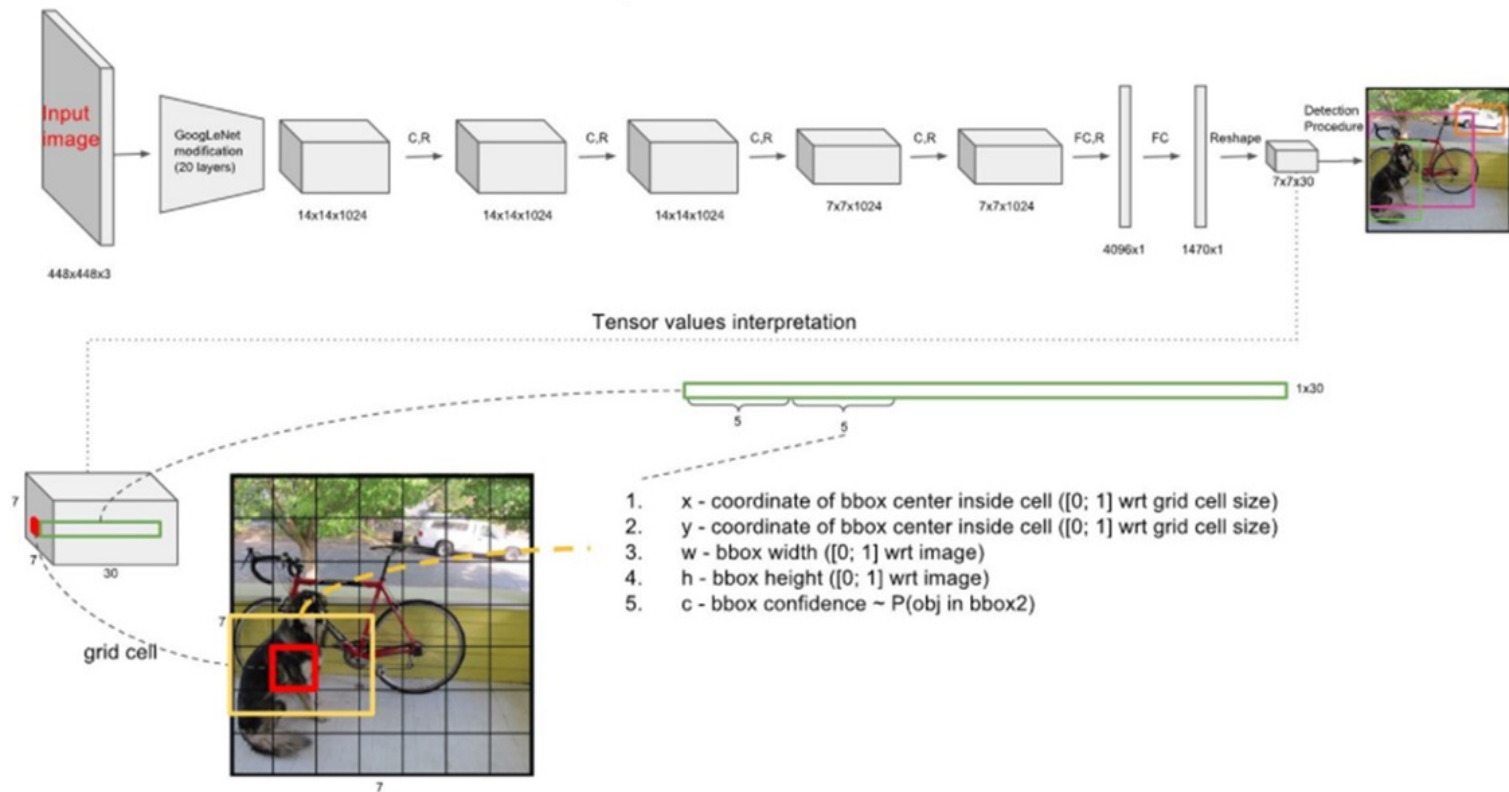 Input
image
448x448x3
GoogLeNet
modification
(20 layers)
14x14x1024
C,R
14x14x1024
C,R
14x14x1024
C,R
7x7x1024
C,R
7x7x1024
FC,R
4096x1
FC
1470x1
Reshape
7x7x30
Detection
Procedure
Tensor values interpretation
1x30
5
5
7
7
30
grid cell
7
7
1. x - coordinate of bbox center inside cell ([0; 1] wrt grid cell size)
2. y - coordinate of bbox center inside cell ([0; 1] wrt grid cell size)
3. w - bbox width ([0; 1] wrt image)
4. h - bbox height ([0; 1] wrt image)
5. c - bbox confidence ~ P(obj in bbox2)